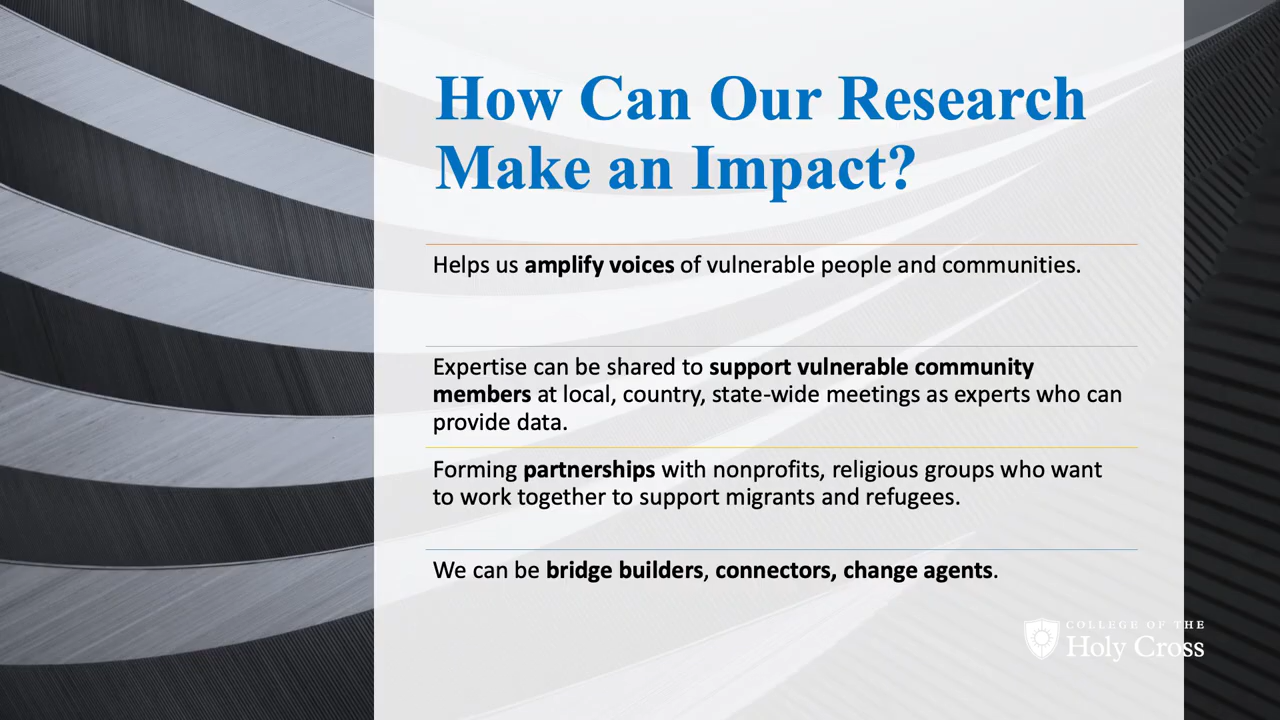 How Can Our Research
Make an Impact?
Helps us amplify voices of vulnerable people and communities.
Expertise can be shared to support vulnerable community
members at local, country, state-wide meetings as experts who can
provide data.
Forming partnerships with nonprofits, religious groups who want
to work together to support migrants and refugees.
We can be bridge builders, connectors, change agents.
COLLEGE OF THE
Holy Cross